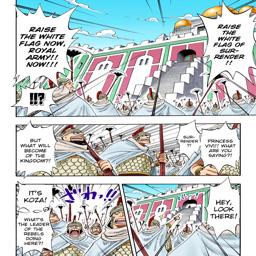 RAISE
THE WHITE
FLAG OF
SUR-
RENDER
!!
RAISE
THE WHITE
FLAG NOW,
ROYAL
ARMY!!
NOW!!!
!!?
PRINCESS
VIVI! WHAT
ARE YOU
SAYING?!
SUR-
RENDER
?!
BUT
WHAT WILL
BECOME OF
THE
KINGDOM?!
HEY,
LOOK
THERE!
ざわ
!!
IT'S
KOZA!
WHAT'S
THE LEADER
OF THE
REBELS
DOING
HERE?!